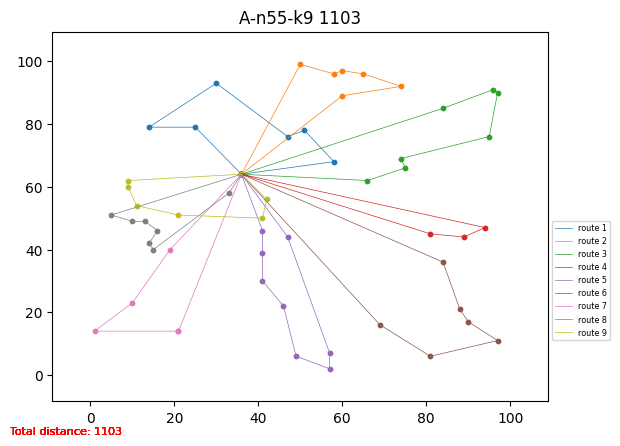 A-n55-k9 1103
100
80
60
40
20
0
0 20 40 60 80 100
route 1
route 2
route 3
route 4
route 5
route 6
route 7
route 8
route 9
Total distance: 1103